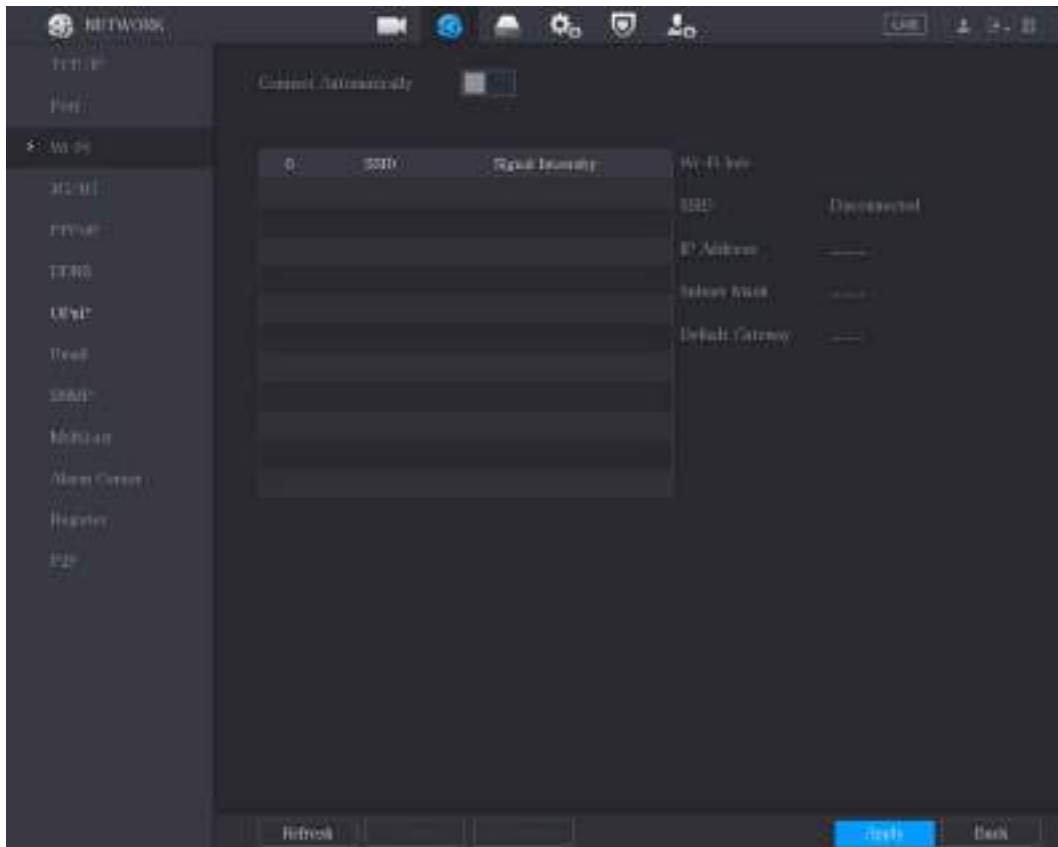 NETWORK
LIVE
TCP/IP
Port
Wi-Fi
3G/4G
PPPoE
DDNS
UPnP
Email
SNMP
Multicast
Alarm Center
Register
P2P
Connect Automatically
0 SSID Signal Intensity
Wi-Fi Info
SSID Disconnected
IP Address -----
Subnet Mask -----
Default Gateway -----
Refresh
Apply Back